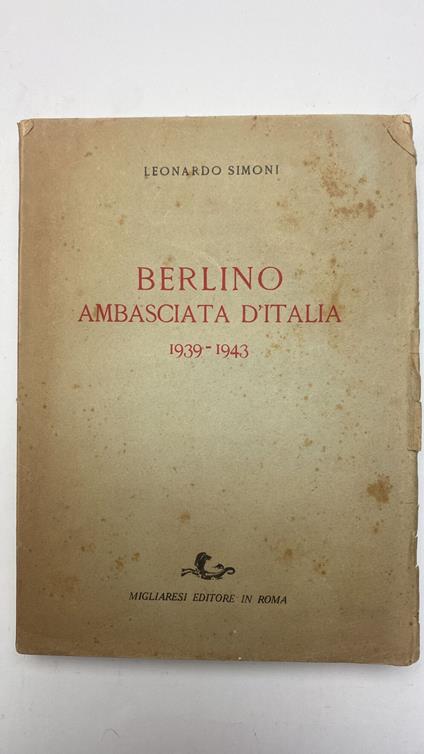 LEONARDO SIMONI
BERLINO
AMBASCIATA D'ITALIA
1939-1943
MIGLIARESI EDITORE IN ROMA